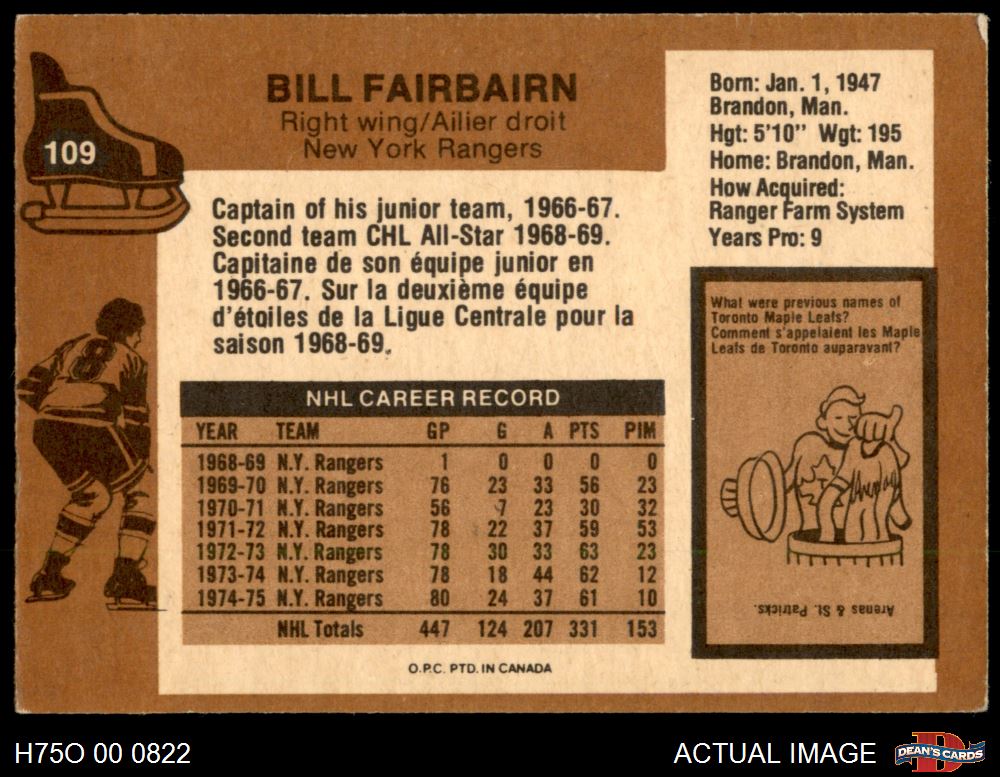 109
BILL FAIRBAIRN
Right wing/Ailier droit
New York Rangers
Born: Jan. 1, 1947
Brandon, Man.
Hgt: 5'10" Wgt: 195
Home: Brandon, Man.
How Acquired:
Ranger Farm System
Years Pro: 9
Captain of his junior team, 1966-67.
Second team CHL All-Star 1968-69.
Capitaine de son équipe junior en
1966-67. Sur la deuxième équipe
d'étoiles de la Ligue Centrale pour la
saison 1968-69.
8
NHL CAREER RECORD
YEAR TEAM GP G A PTS PIM
1968-69 N.Y. Rangers 1 0 0 0 0
1969-70 N.Y. Rangers 76 23 33 56 23
1970-71 N.Y. Rangers 56 7 23 30 32
1971-72 N.Y. Rangers 78 22 37 59 53
1972-73 N.Y. Rangers 78 30 33 63 23
1973-74 N.Y. Rangers 78 18 44 62 12
1974-75 N.Y. Rangers 80 24 37 61 10
NHL Totals 447 124 207 331 153
O.P.C. PTD. IN CANADA
What were previous names of
Toronto Maple Leafs?
Comment s'appelaient les Maple
Leafs de Toronto auparavant?
Arenas & St. Patricks.
H75O 00 0822
ACTUAL IMAGE
D
DEAN'S CARDS